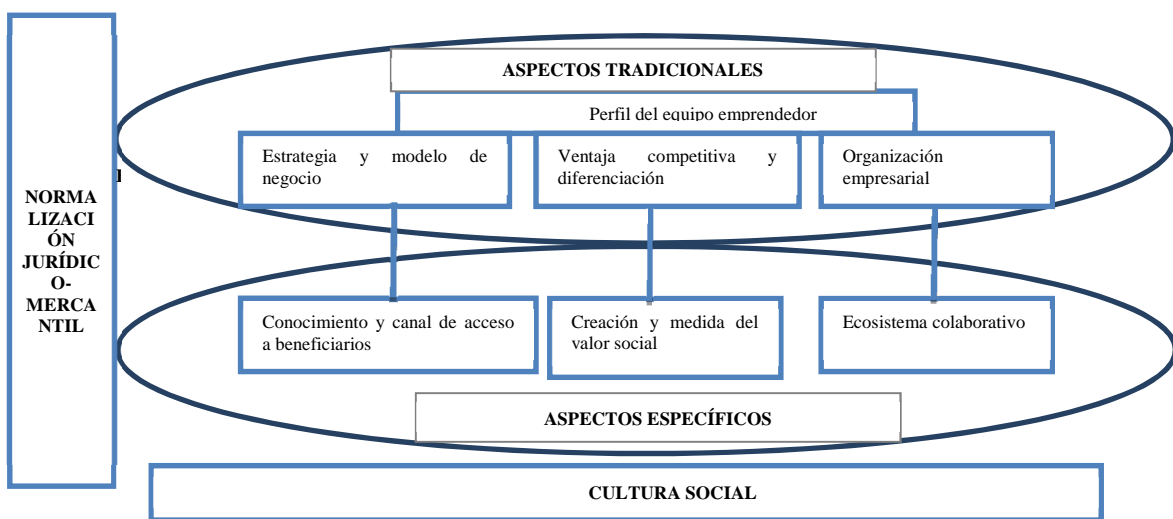 NORMA
LIZACI
ÓN
JURÍDIC
O-
MERCA
NTIL
ASPECTOS TRADICIONALES
Perfil del equipo emprendedor
Estrategia y modelo de
negocio
Ventaja competitiva y
diferenciación
Organización
empresarial
Conocimiento y canal de acceso
a beneficiarios
Creación y medida del
valor social
Ecosistema colaborativo
ASPECTOS ESPECÍFICOS
CULTURA SOCIAL